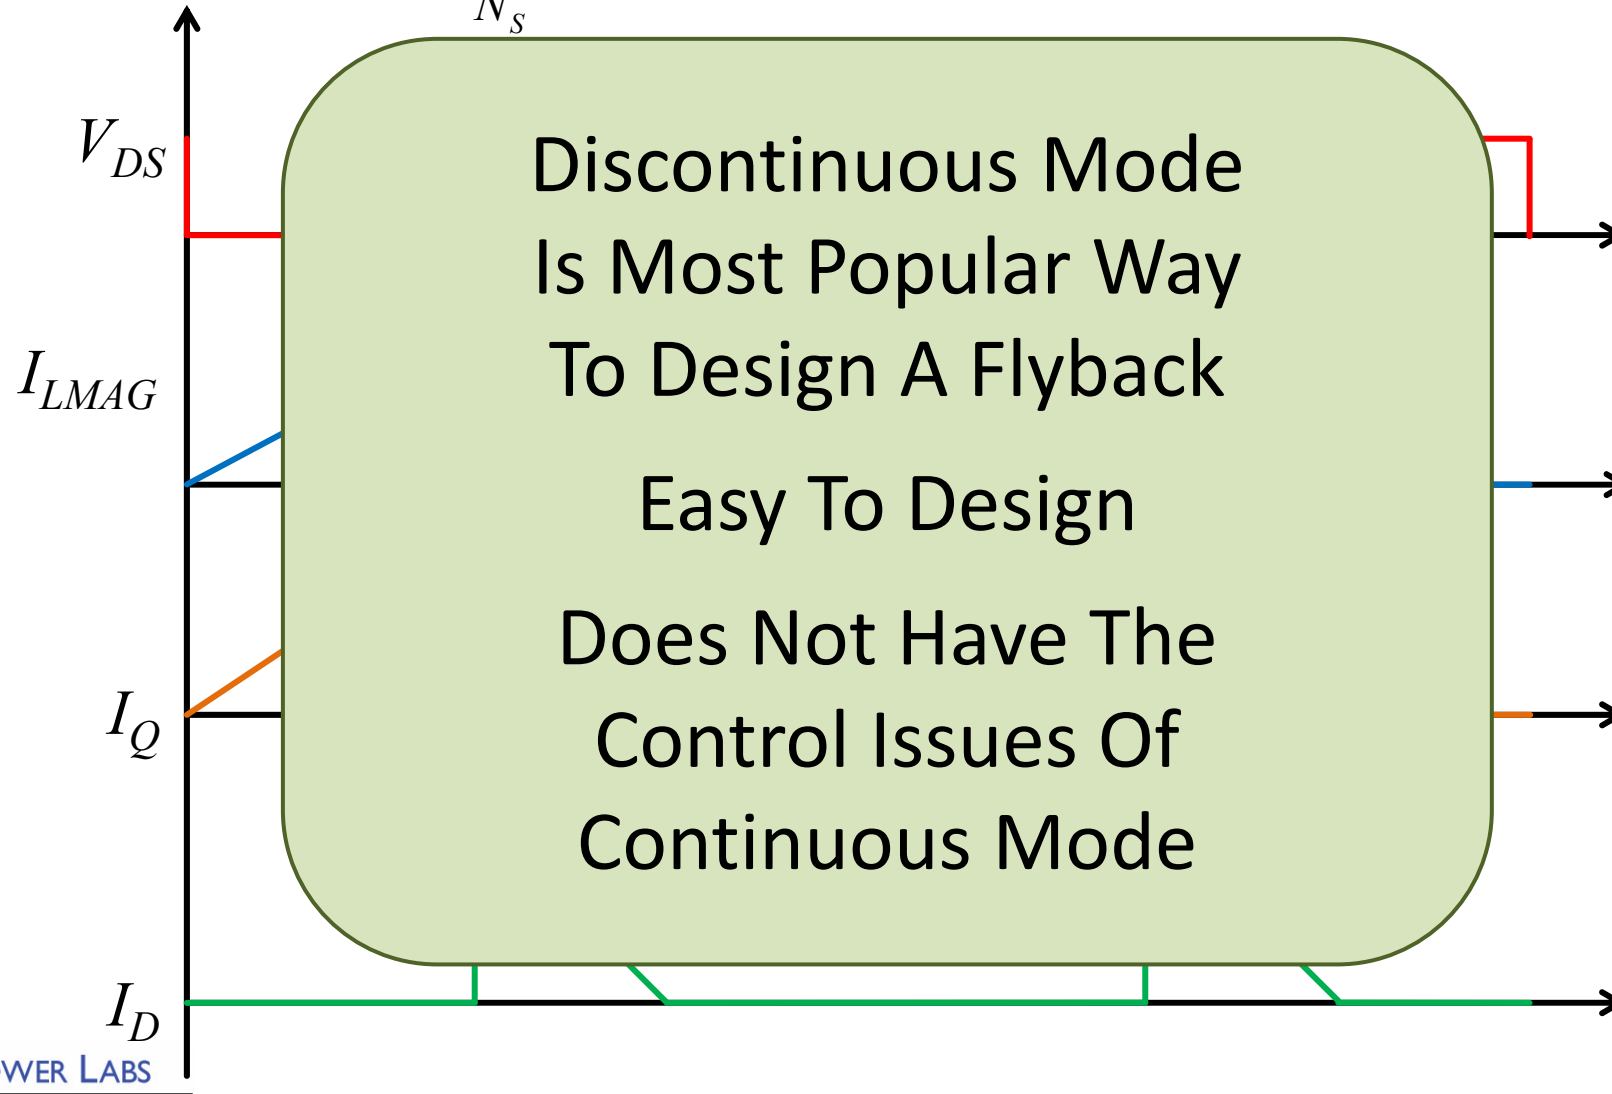 N_S
V_DS
Discontinuous Mode
Is Most Popular Way
To Design A Flyback
I_LMAG
Easy To Design
Does Not Have The
I_Q
Control Issues Of
Continuous Mode
I_D
WER LABS